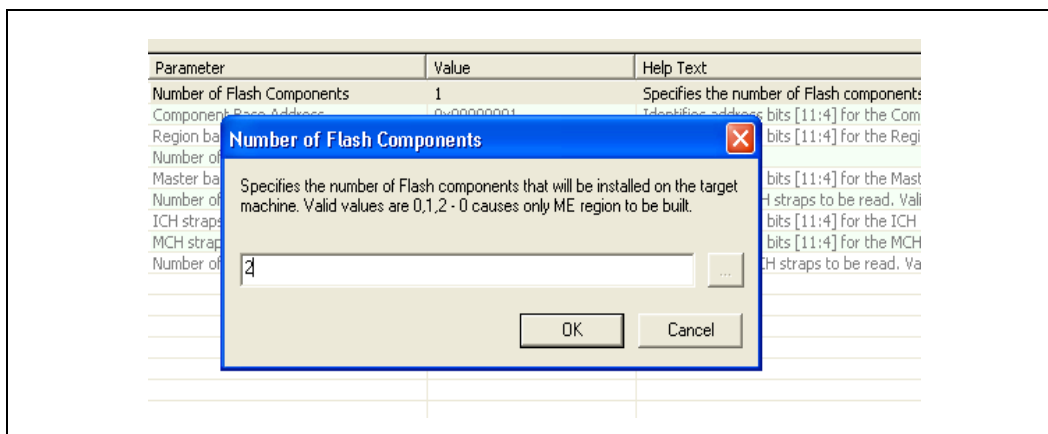 Parameter Value Help Text
Number of Flash Components 1 Specifies the number of Flash components
Component Base Address 0x00000001 Identifies address bits [11:4] for the Com
Region ba bits [11:4] for the Regi
Number of
Master ba bits [11:4] for the Mast
Number of H straps to be read. Vali
ICH straps bits [11:4] for the ICH
MCH strap bits [11:4] for the MCH
Number of CH straps to be read. Va
Number of Flash Components
Specifies the number of Flash components that will be installed on the target
machine. Valid values are 0,1,2 - 0 causes only ME region to be built.
2
...
OK Cancel